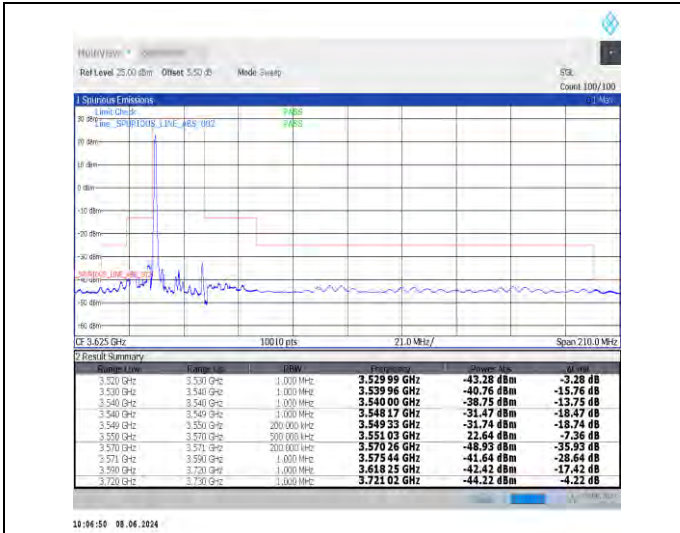 MultiView
Ref Level 25.00 dBm Offset 5.50 dB Mode Sweep SGL
Count 100/100
1 Spurious Emissions
Limit Check PASS
30 dBm Line _SPURIOUS_LINE_ABS_002 PASS
20 dBm
10 dBm
0 dBm
-10 dBm
-20 dBm
-30 dBm
_SPURIOUS_LINE_ABS_002
-40 dBm
-50 dBm
-60 dBm
CF 3.625 GHz 10010 pts 21.0 MHz/ Span 210.0 MHz
2 Result Summary
Range Low Range Up RBW Frequency Power Abs ΔLimit
3.520 GHz 3.530 GHz 1.000 MHz 3.529 99 GHz -43.28 dBm -3.28 dB
3.530 GHz 3.540 GHz 1.000 MHz 3.539 96 GHz -40.76 dBm -15.76 dB
3.540 GHz 3.540 GHz 1.000 MHz 3.540 00 GHz -38.75 dBm -13.75 dB
3.540 GHz 3.549 GHz 1.000 MHz 3.548 17 GHz -31.47 dBm -18.47 dB
3.549 GHz 3.550 GHz 200.000 kHz 3.549 33 GHz -31.74 dBm -18.74 dB
3.550 GHz 3.570 GHz 500.000 kHz 3.551 03 GHz 22.64 dBm -7.36 dB
3.570 GHz 3.571 GHz 200.000 kHz 3.570 26 GHz -48.93 dBm -35.93 dB
3.571 GHz 3.590 GHz 1.000 MHz 3.575 44 GHz -41.64 dBm -28.64 dB
3.590 GHz 3.720 GHz 1.000 MHz 3.618 25 GHz -42.42 dBm -17.42 dB
3.720 GHz 3.730 GHz 1.000 MHz 3.721 02 GHz -44.22 dBm -4.22 dB
10:06:50 08.06.2024